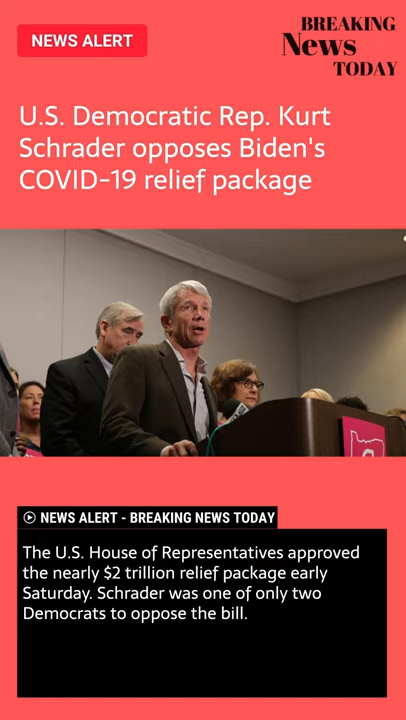 NEWS ALERT
BREAKING
News
TODAY
U.S. Democratic Rep. Kurt
Schrader opposes Biden's
COVID-19 relief package
NEWS ALERT - BREAKING NEWS TODAY
The U.S. House of Representatives approved
the nearly $2 trillion relief package early
Saturday. Schrader was one of only two
Democrats to oppose the bill.